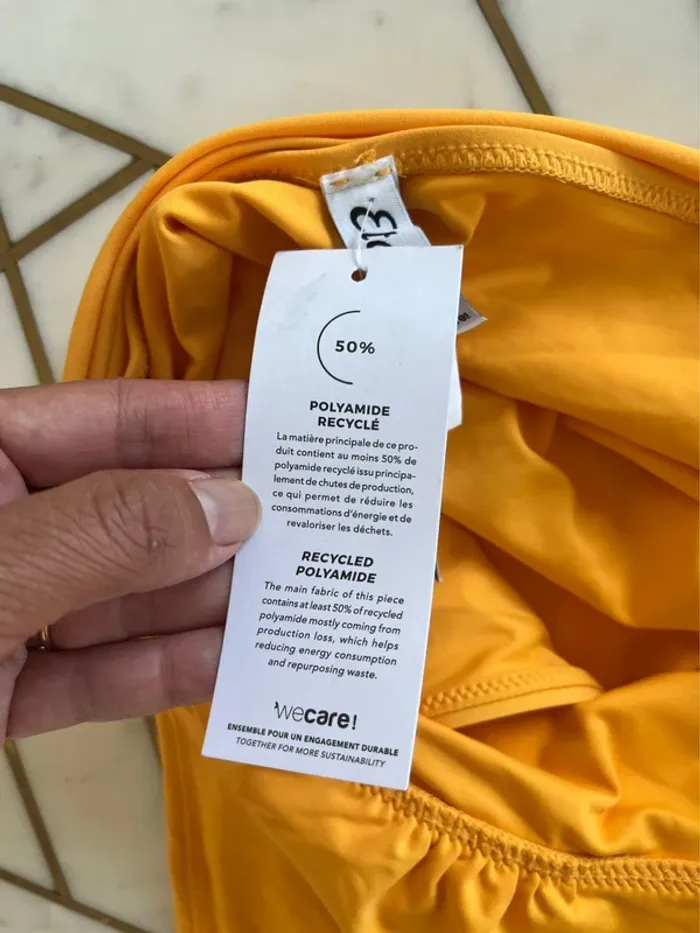 50%
POLYAMIDE
RECYCLÉ
La matière principale de ce pro-
duit contient au moins 50% de
polyamide recyclé issu principa-
lement de chutes de production,
ce qui permet de réduire les
consommations d'énergie et de
revaloriser les déchets.
RECYCLED
POLYAMIDE
The main fabric of this piece
contains at least 50% of recycled
polyamide mostly coming from
production loss, which helps
reducing energy consumption
and repurposing waste.
'wecare!
ENSEMBLE POUR UN ENGAGEMENT DURABLE
TOGETHER FOR MORE SUSTAINABILITY